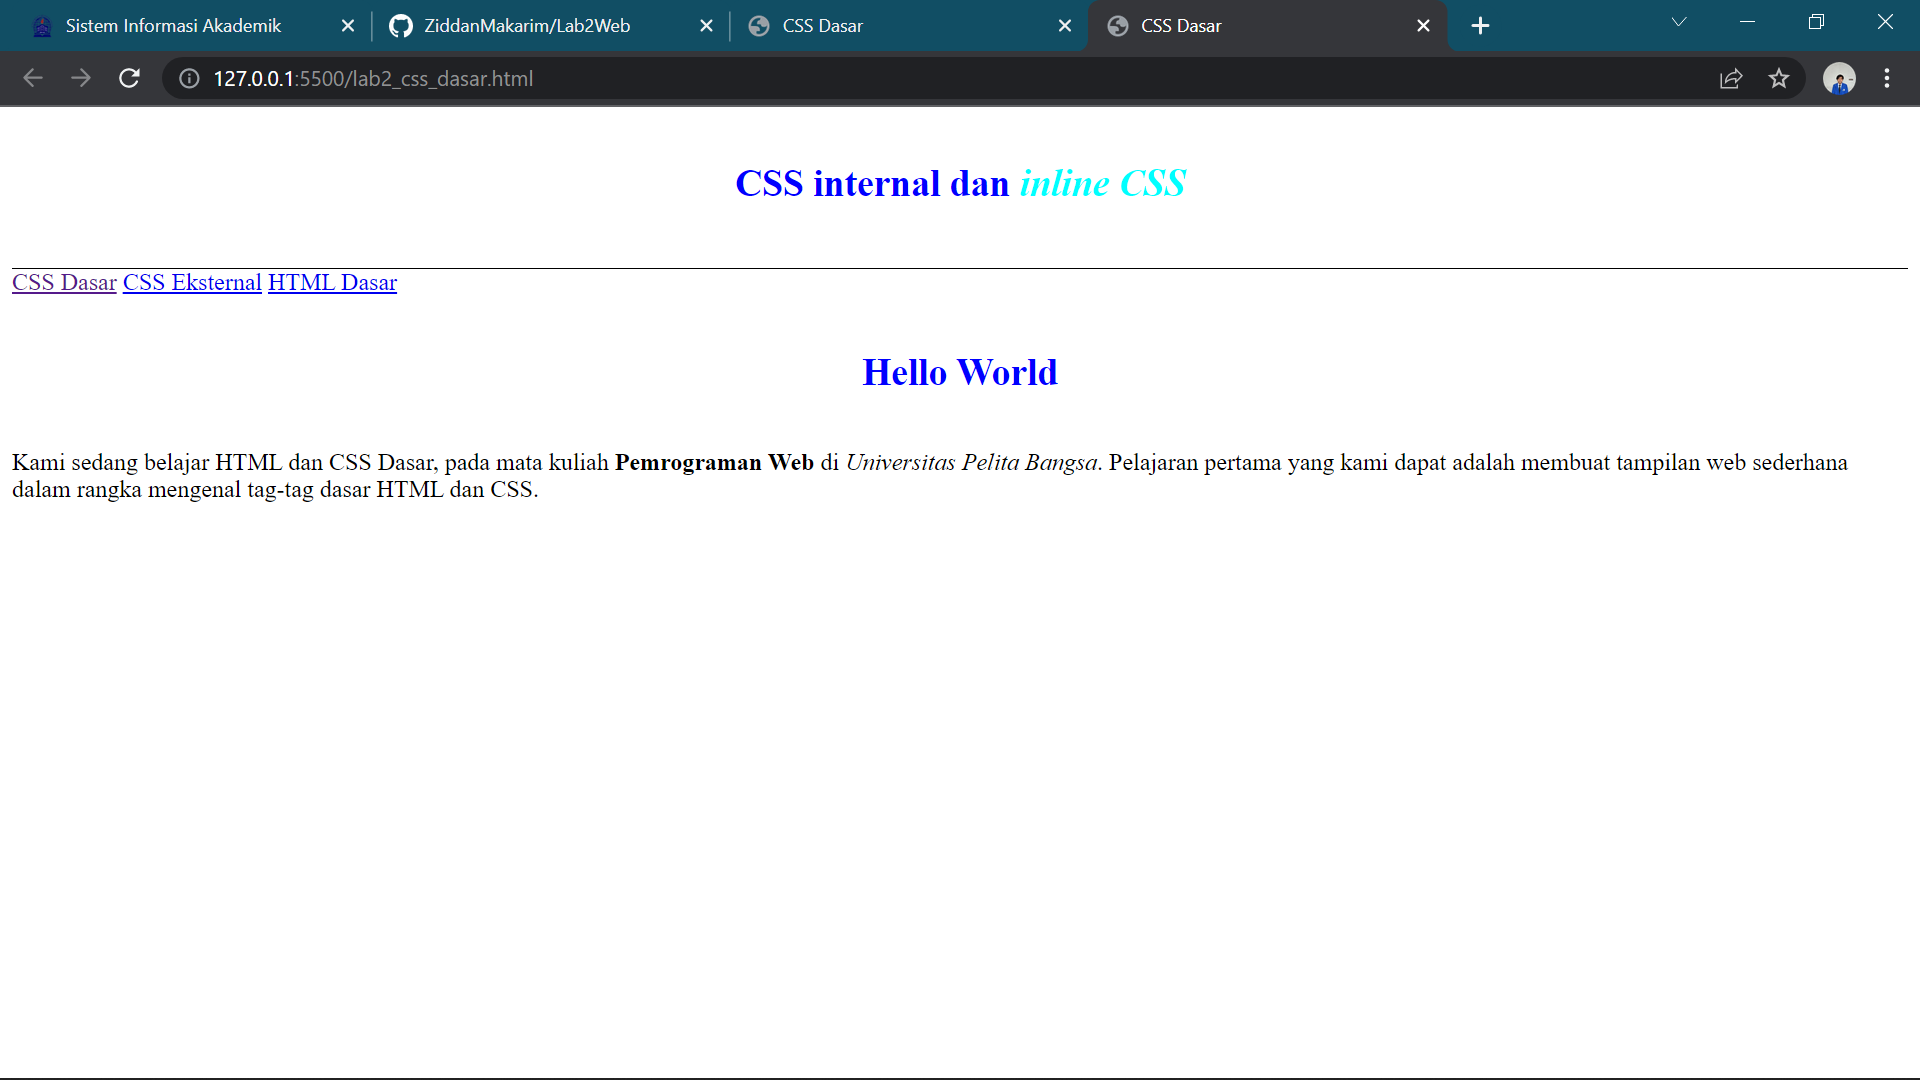 Sistem Informasi Akademik
ZiddanMakarim/Lab2Web
CSS Dasar
CSS Dasar
127.0.0.1:5500/lab2_css_dasar.html
CSS internal dan inline CSS
CSS Dasar CSS Eksternal HTML Dasar
Hello World
Kami sedang belajar HTML dan CSS Dasar, pada mata kuliah Pemrograman Web di Universitas Pelita Bangsa. Pelajaran pertama yang kami dapat adalah membuat tampilan web sederhana
dalam rangka mengenal tag-tag dasar HTML dan CSS.